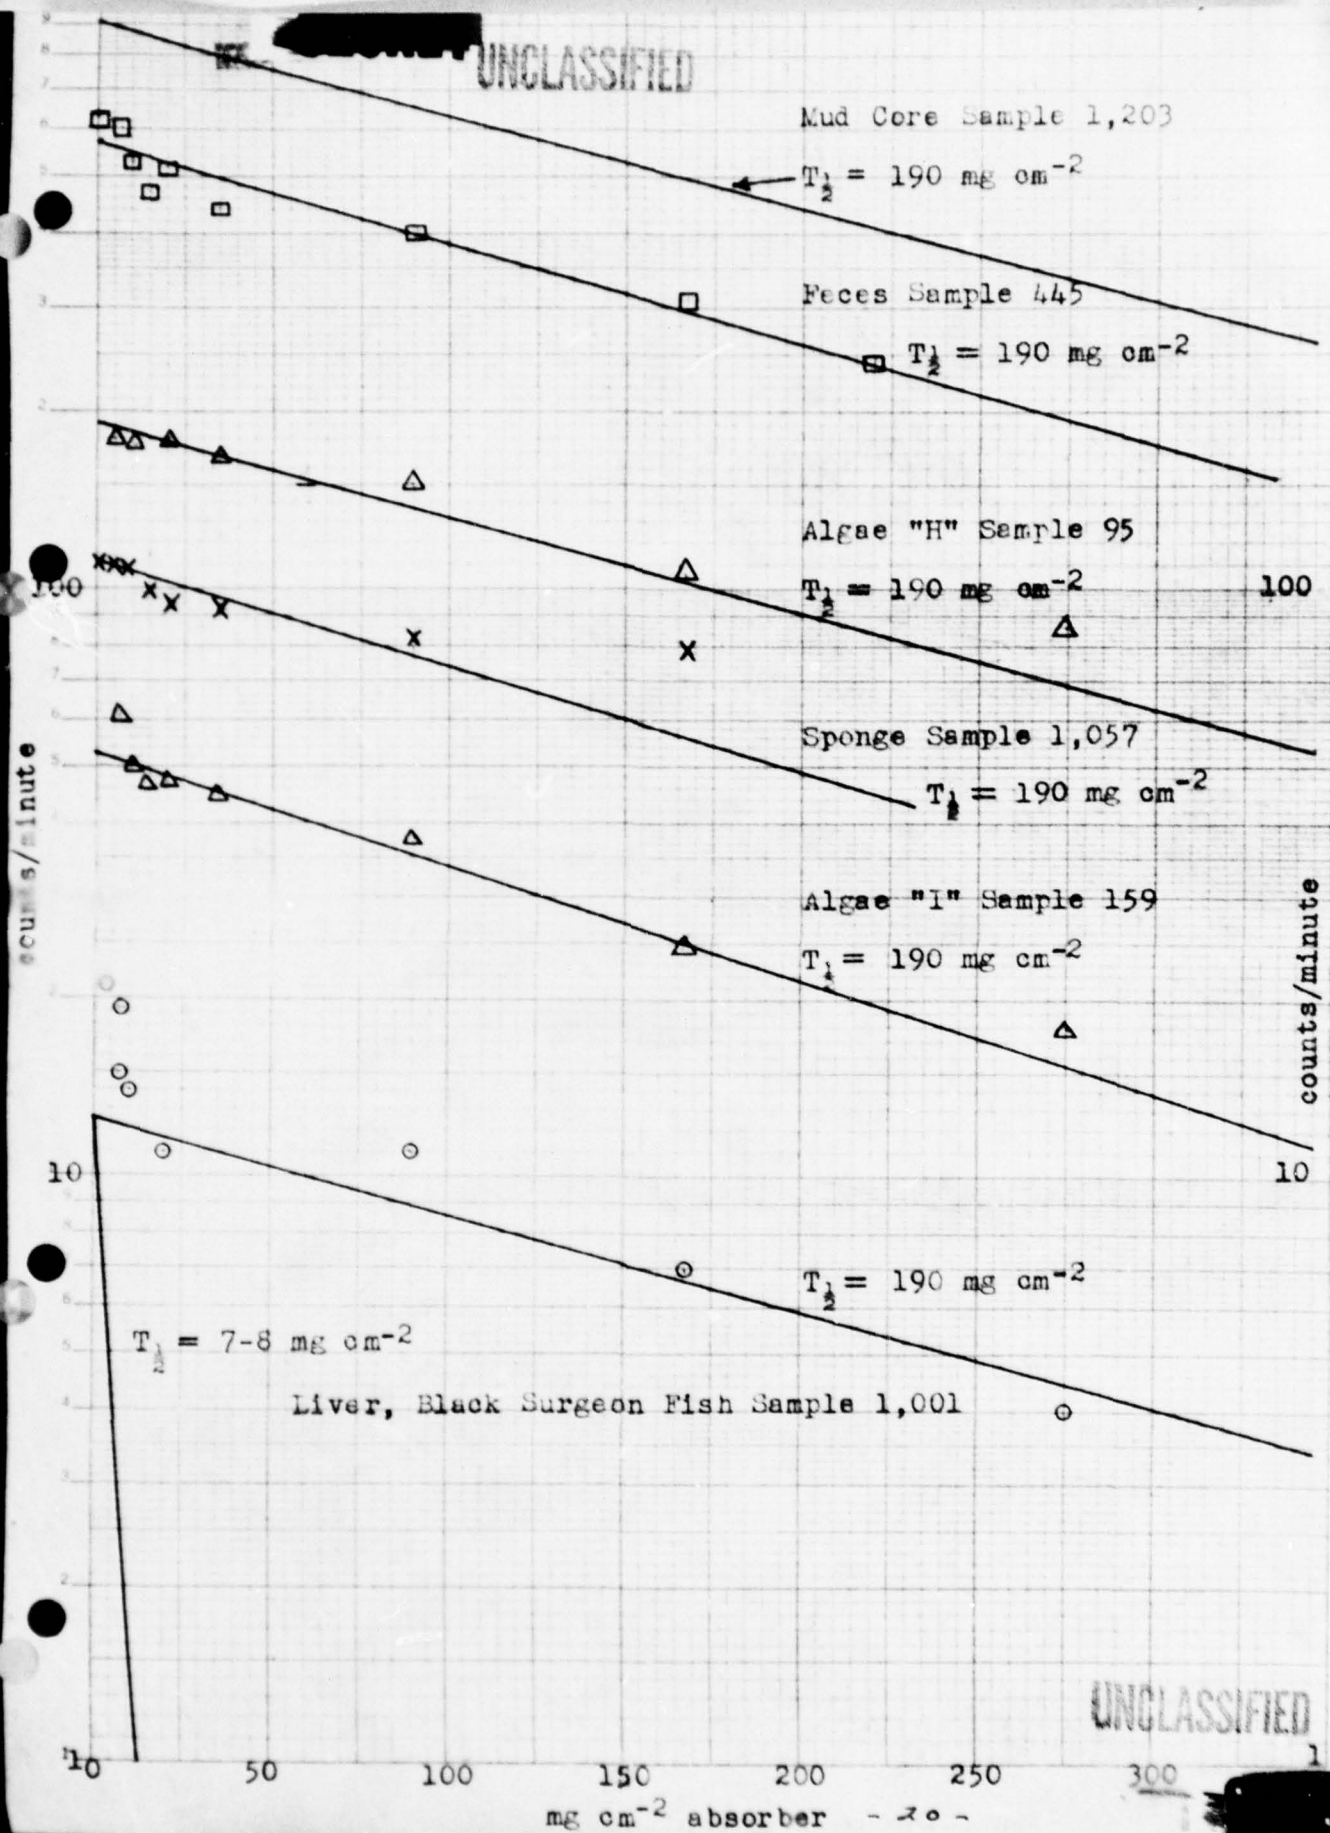 UNCLASSIFIED
Mud Core Sample 1,203
T½ = 190 mg cm-2
Feces Sample 445
T½ = 190 mg cm-2
Algae "H" Sample 95
T½ = 190 mg cm-2
100
100
Sponge Sample 1,057
T½ = 190 mg cm-2
counts/minute
Algae "I" Sample 159
T½ = 190 mg cm-2
counts/minute
10
10
T½ = 190 mg cm-2
T½ = 7-8 mg cm-2
Liver, Black Surgeon Fish Sample 1,001
UNCLASSIFIED
1
1
0 50 100 150 200 250 300
mg cm-2 absorber - 20 -